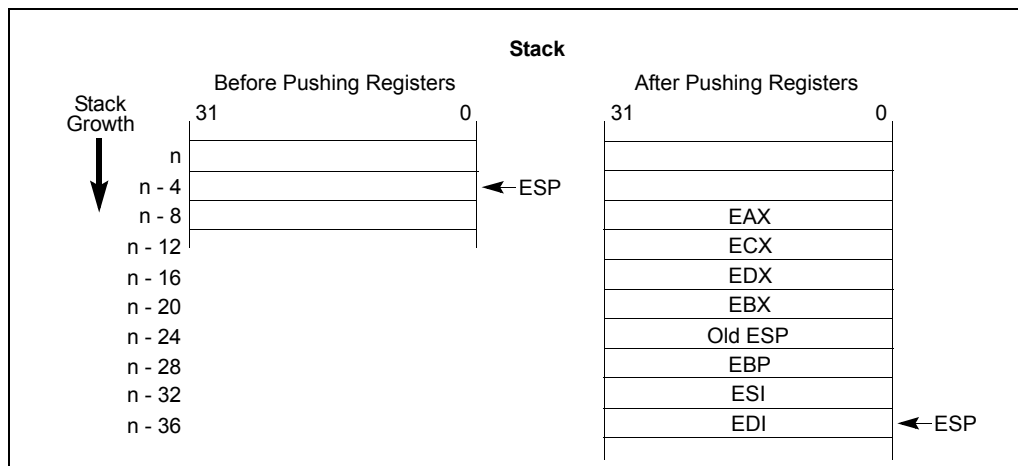 Stack
Before Pushing Registers After Pushing Registers
Stack
Growth
31 0 31 0
n
n - 4 ESP
n - 8 EAX
n - 12 ECX
n - 16 EDX
n - 20 EBX
n - 24 Old ESP
n - 28 EBP
n - 32 ESI
n - 36 EDI ESP